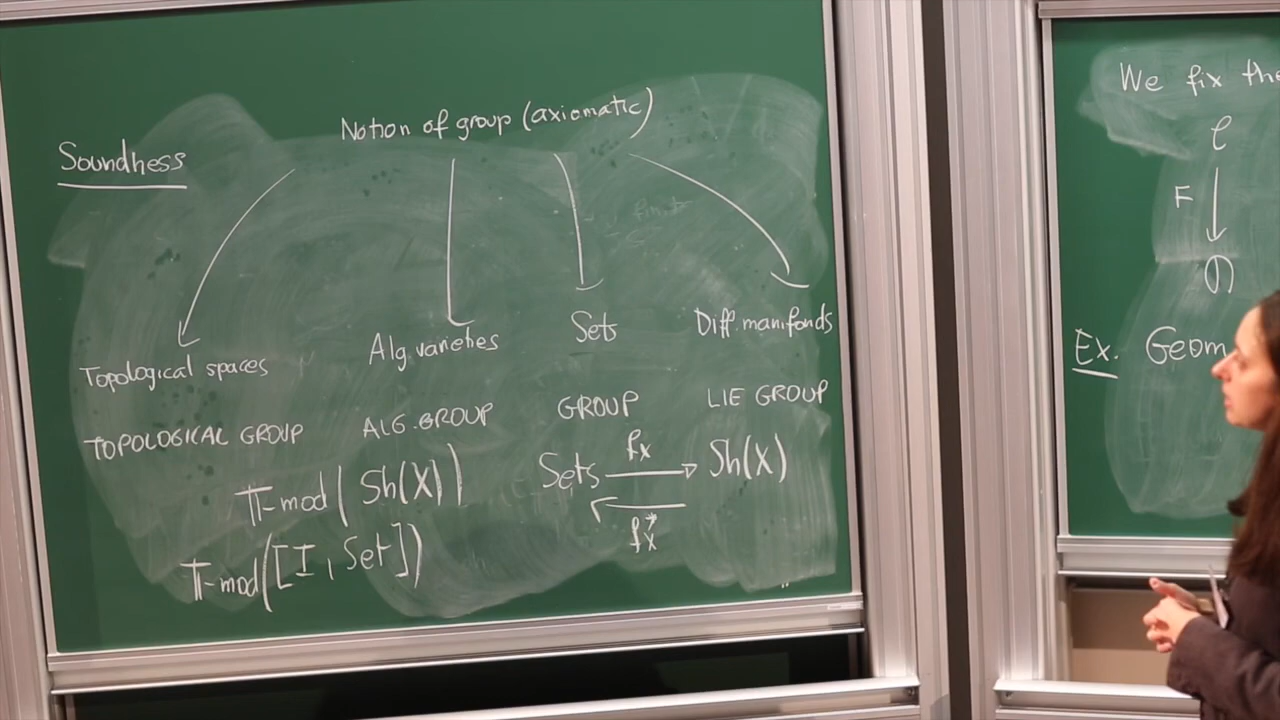 Notion of group (axiomatic)
Soundness
Topological spaces
Alg. varieties
Sets
Diff. manifonds
TOPOLOGICAL GROUP
ALG. GROUP
GROUP
LIE GROUP
𝕋-mod(Sh(X))
Sets fx Sh(X)
fx*
𝕋-mod([I, Set])
We fix the
C
F
D
Ex. Geom